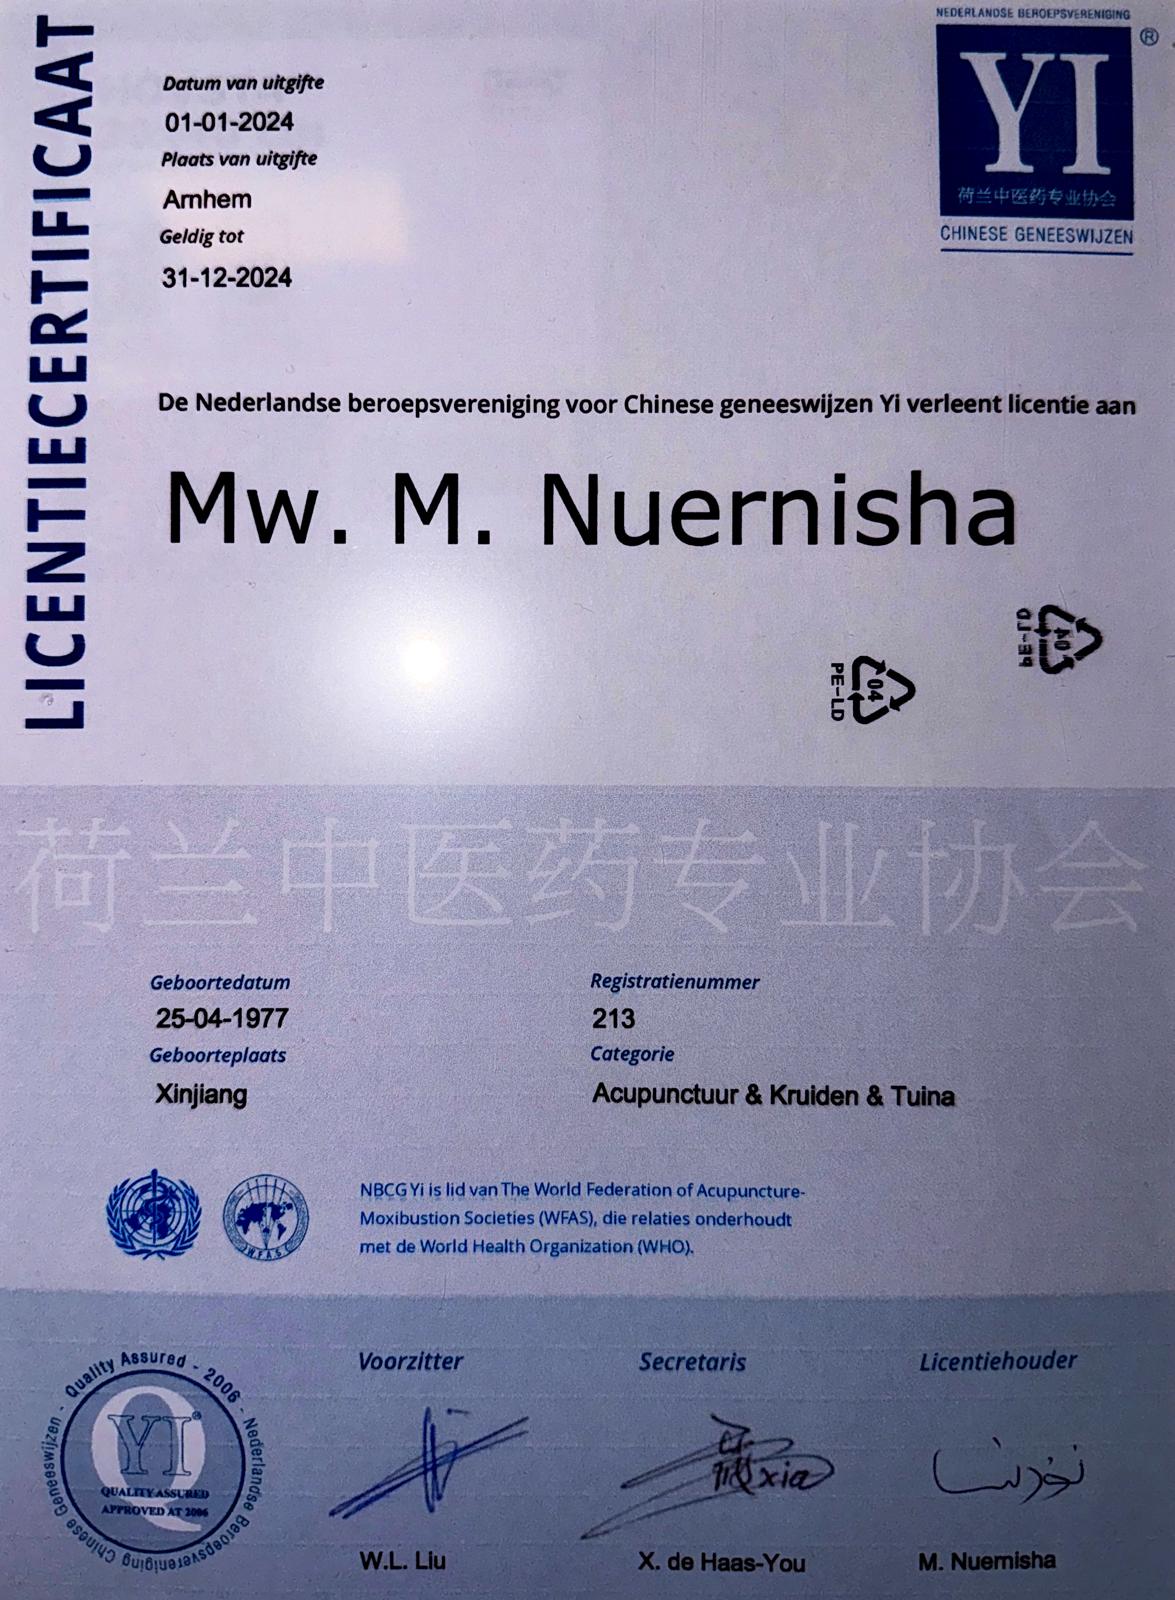 LICENTIECERTIFICAAT
NEDERLANDSE BEROEPSVERENIGING
YI
®
荷兰中医药专业协会
CHINESE GENEESWIJZEN
Datum van uitgifte
01-01-2024
Plaats van uitgifte
Arnhem
Geldig tot
31-12-2024
De Nederlandse beroepsvereniging voor Chinese geneeswijzen Yi verleent licentie aan
Mw. M. Nuernisha
04
PE-LD
04
PE-LD
荷兰中医药专业协会
Geboortedatum
25-04-1977
Geboorteplaats
Xinjiang
Registratienummer
213
Categorie
Acupunctuur & Kruiden & Tuina
W.F.A.S.
NBCG Yi is lid van The World Federation of Acupuncture-
Moxibustion Societies (WFAS), die relaties onderhoudt
met de World Health Organization (WHO).
Quality Assured - 2006 - Nederlandse Beroepsvereniging Chinese Geneeswijzen -
YI®
QUALITY ASSURED
APPROVED AT 2006
Voorzitter
W.L. Liu
Secretaris
xia
X. de Haas-You
Licentiehouder
M. Nuernisha